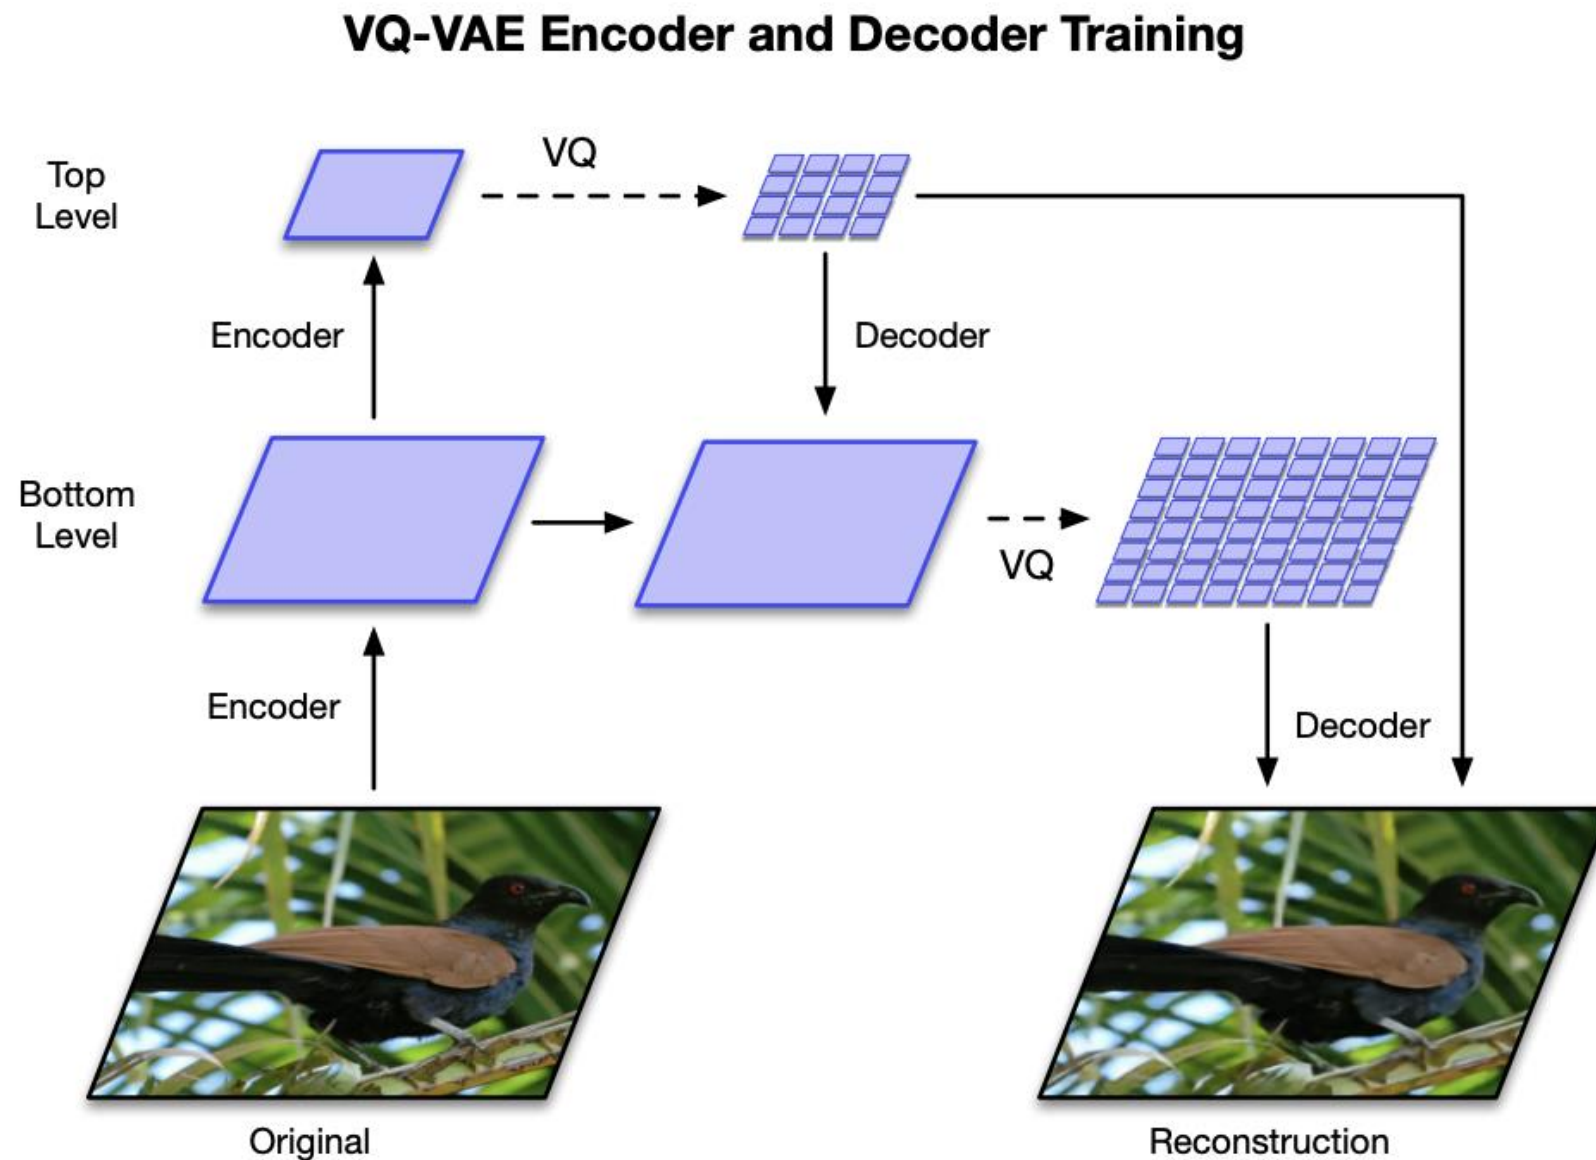 VQ-VAE Encoder and Decoder Training
VQ
Top
Level
Encoder
Decoder
Bottom
Level
VQ
Encoder
Decoder
Original
Reconstruction